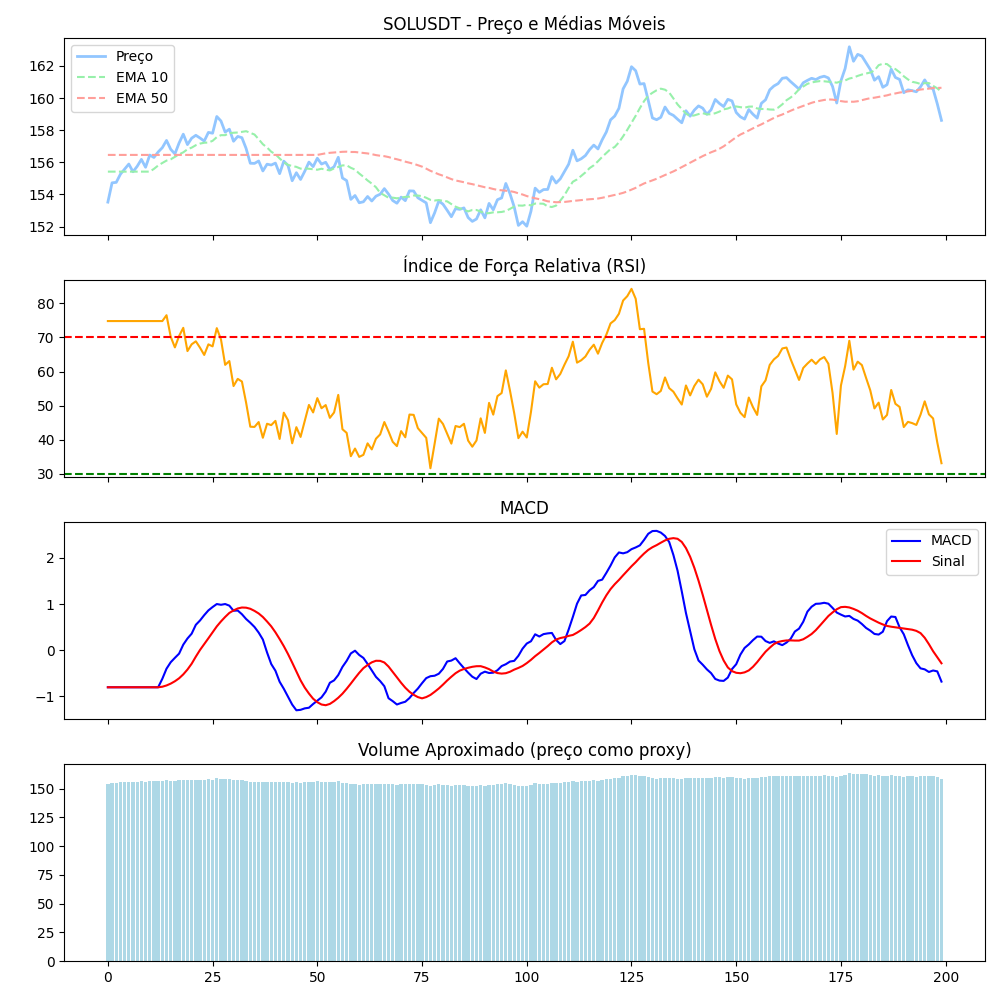 SOLUSDT - Preço e Médias Móveis
Preço
EMA 10
EMA 50
162
160
158
156
154
152
Índice de Força Relativa (RSI)
80
70
60
50
40
30
MACD
MACD
Sinal
2
1
0
−1
Volume Aproximado (preço como proxy)
150
125
100
75
50
25
0
0 25 50 75 100 125 150 175 200